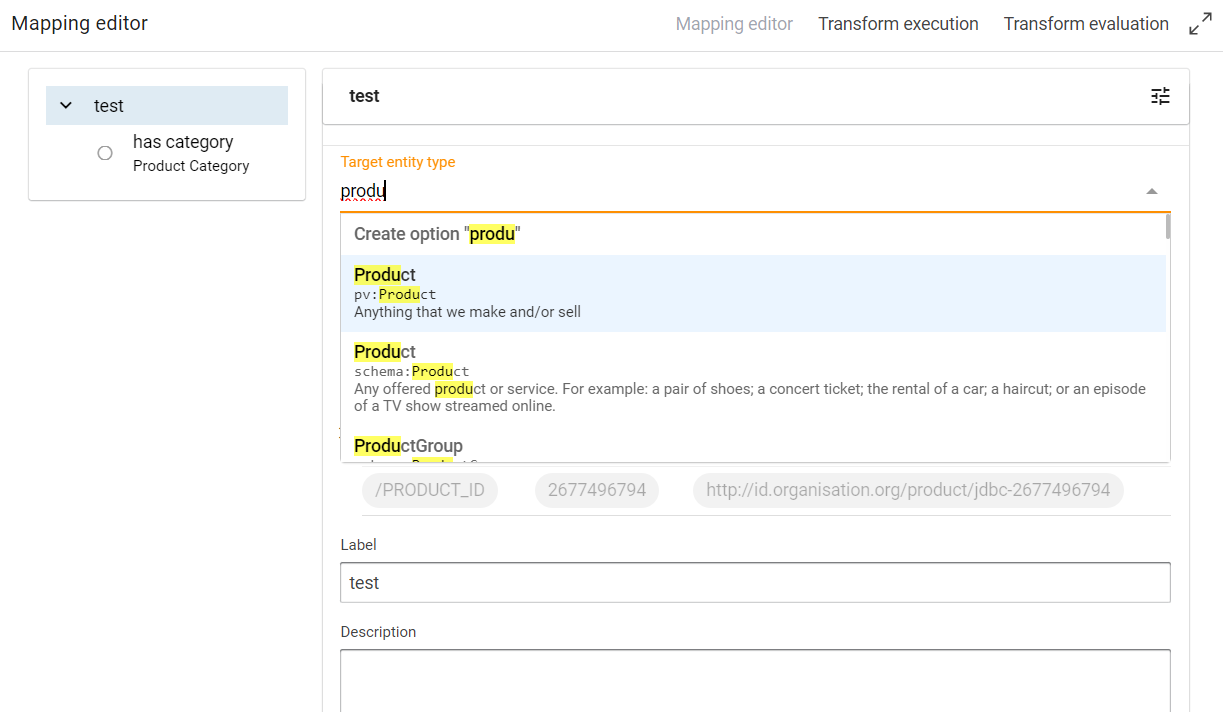 Mapping editor
Mapping editor Transform execution Transform evaluation
test
has category
Product Category
test
Target entity type
produ
Create option "produ"
Product
pv:Product
Anything that we make and/or sell
Product
schema:Product
Any offered product or service. For example: a pair of shoes; a concert ticket; the rental of a car; a haircut; or an episode
of a TV show streamed online.
ProductGroup
/PRODUCT_ID 2677496794 http://id.organisation.org/product/jdbc-2677496794
Label
test
Description